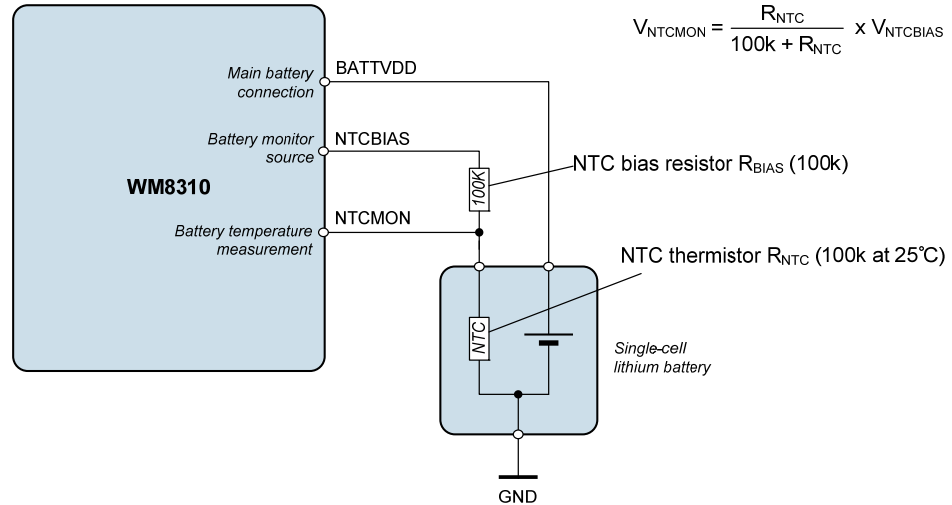 V_NTCMON = R_NTC / (100k + R_NTC) x V_NTCBIAS
Main battery
connection
BATTVDD
Battery monitor
source
NTCBIAS
WM8310
100K
NTC bias resistor R_BIAS (100k)
Battery temperature
measurement
NTCMON
NTC thermistor R_NTC (100k at 25°C)
NTC
Single-cell
lithium battery
GND